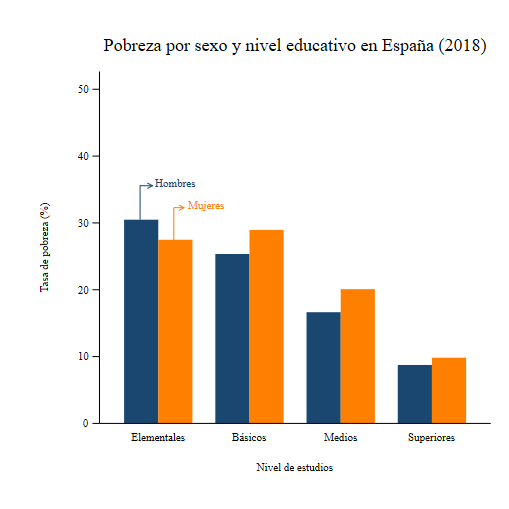 Pobreza por sexo y nivel educativo en España (2018)
50
40
30
20
10
0
Tasa de pobreza (%)
Hombres
Mujeres
Elementales
Básicos
Medios
Superiores
Nivel de estudios